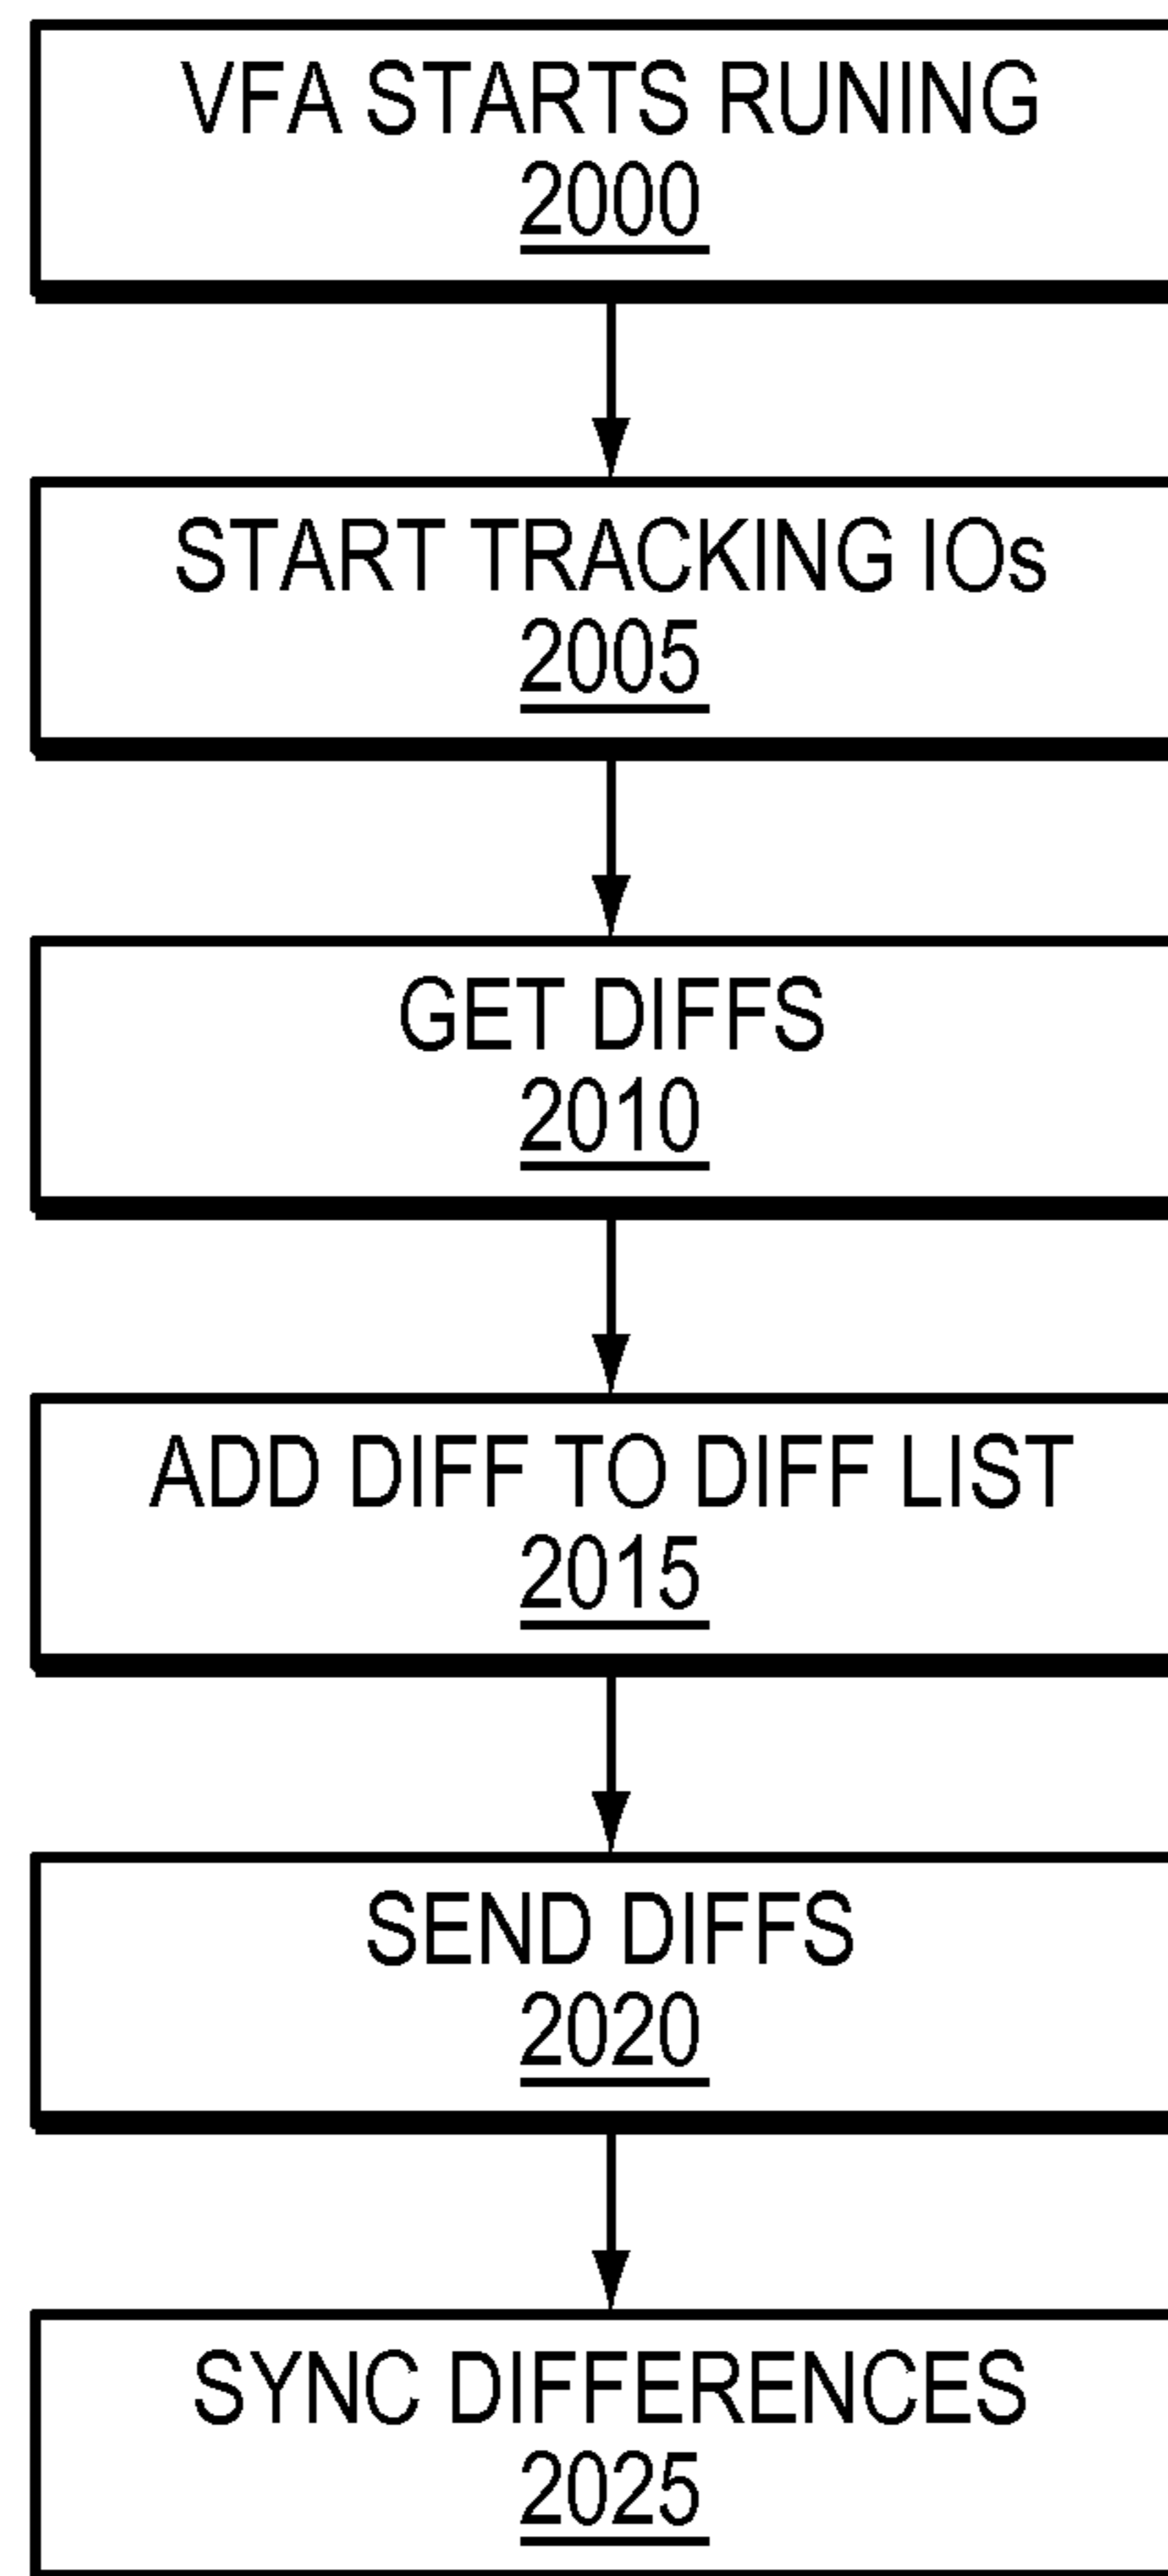 VFA STARTS RUNING
2000
START TRACKING IOs
2005
GET DIFFS
2010
ADD DIFF TO DIFF LIST
2015
SEND DIFFS
2020
SYNC DIFFERENCES
2025